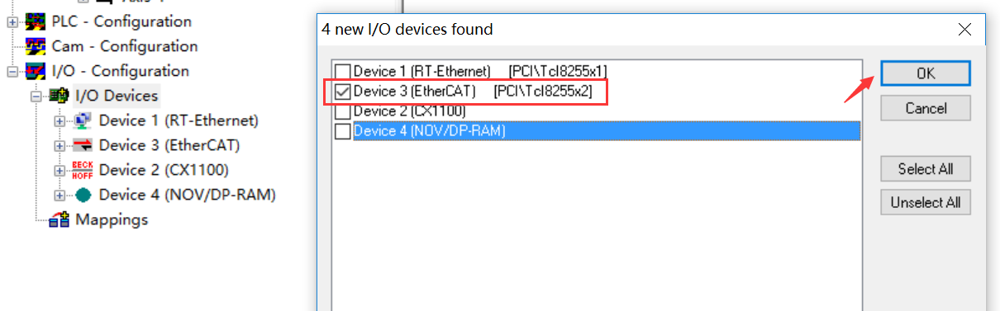 Axis 1
PLC - Configuration
Cam - Configuration
I/O - Configuration
I/O Devices
Device 1 (RT-Ethernet)
Device 3 (EtherCAT)
BECK
HOFF
Device 2 (CX1100)
Device 4 (NOV/DP-RAM)
Mappings
4 new I/O devices found
Device 1 (RT-Ethernet) [PCI\TcI8255x1]
Device 3 (EtherCAT) [PCI\TcI8255x2]
Device 2 (CX1100)
Device 4 (NOV/DP-RAM)
OK
Cancel
Select All
Unselect All